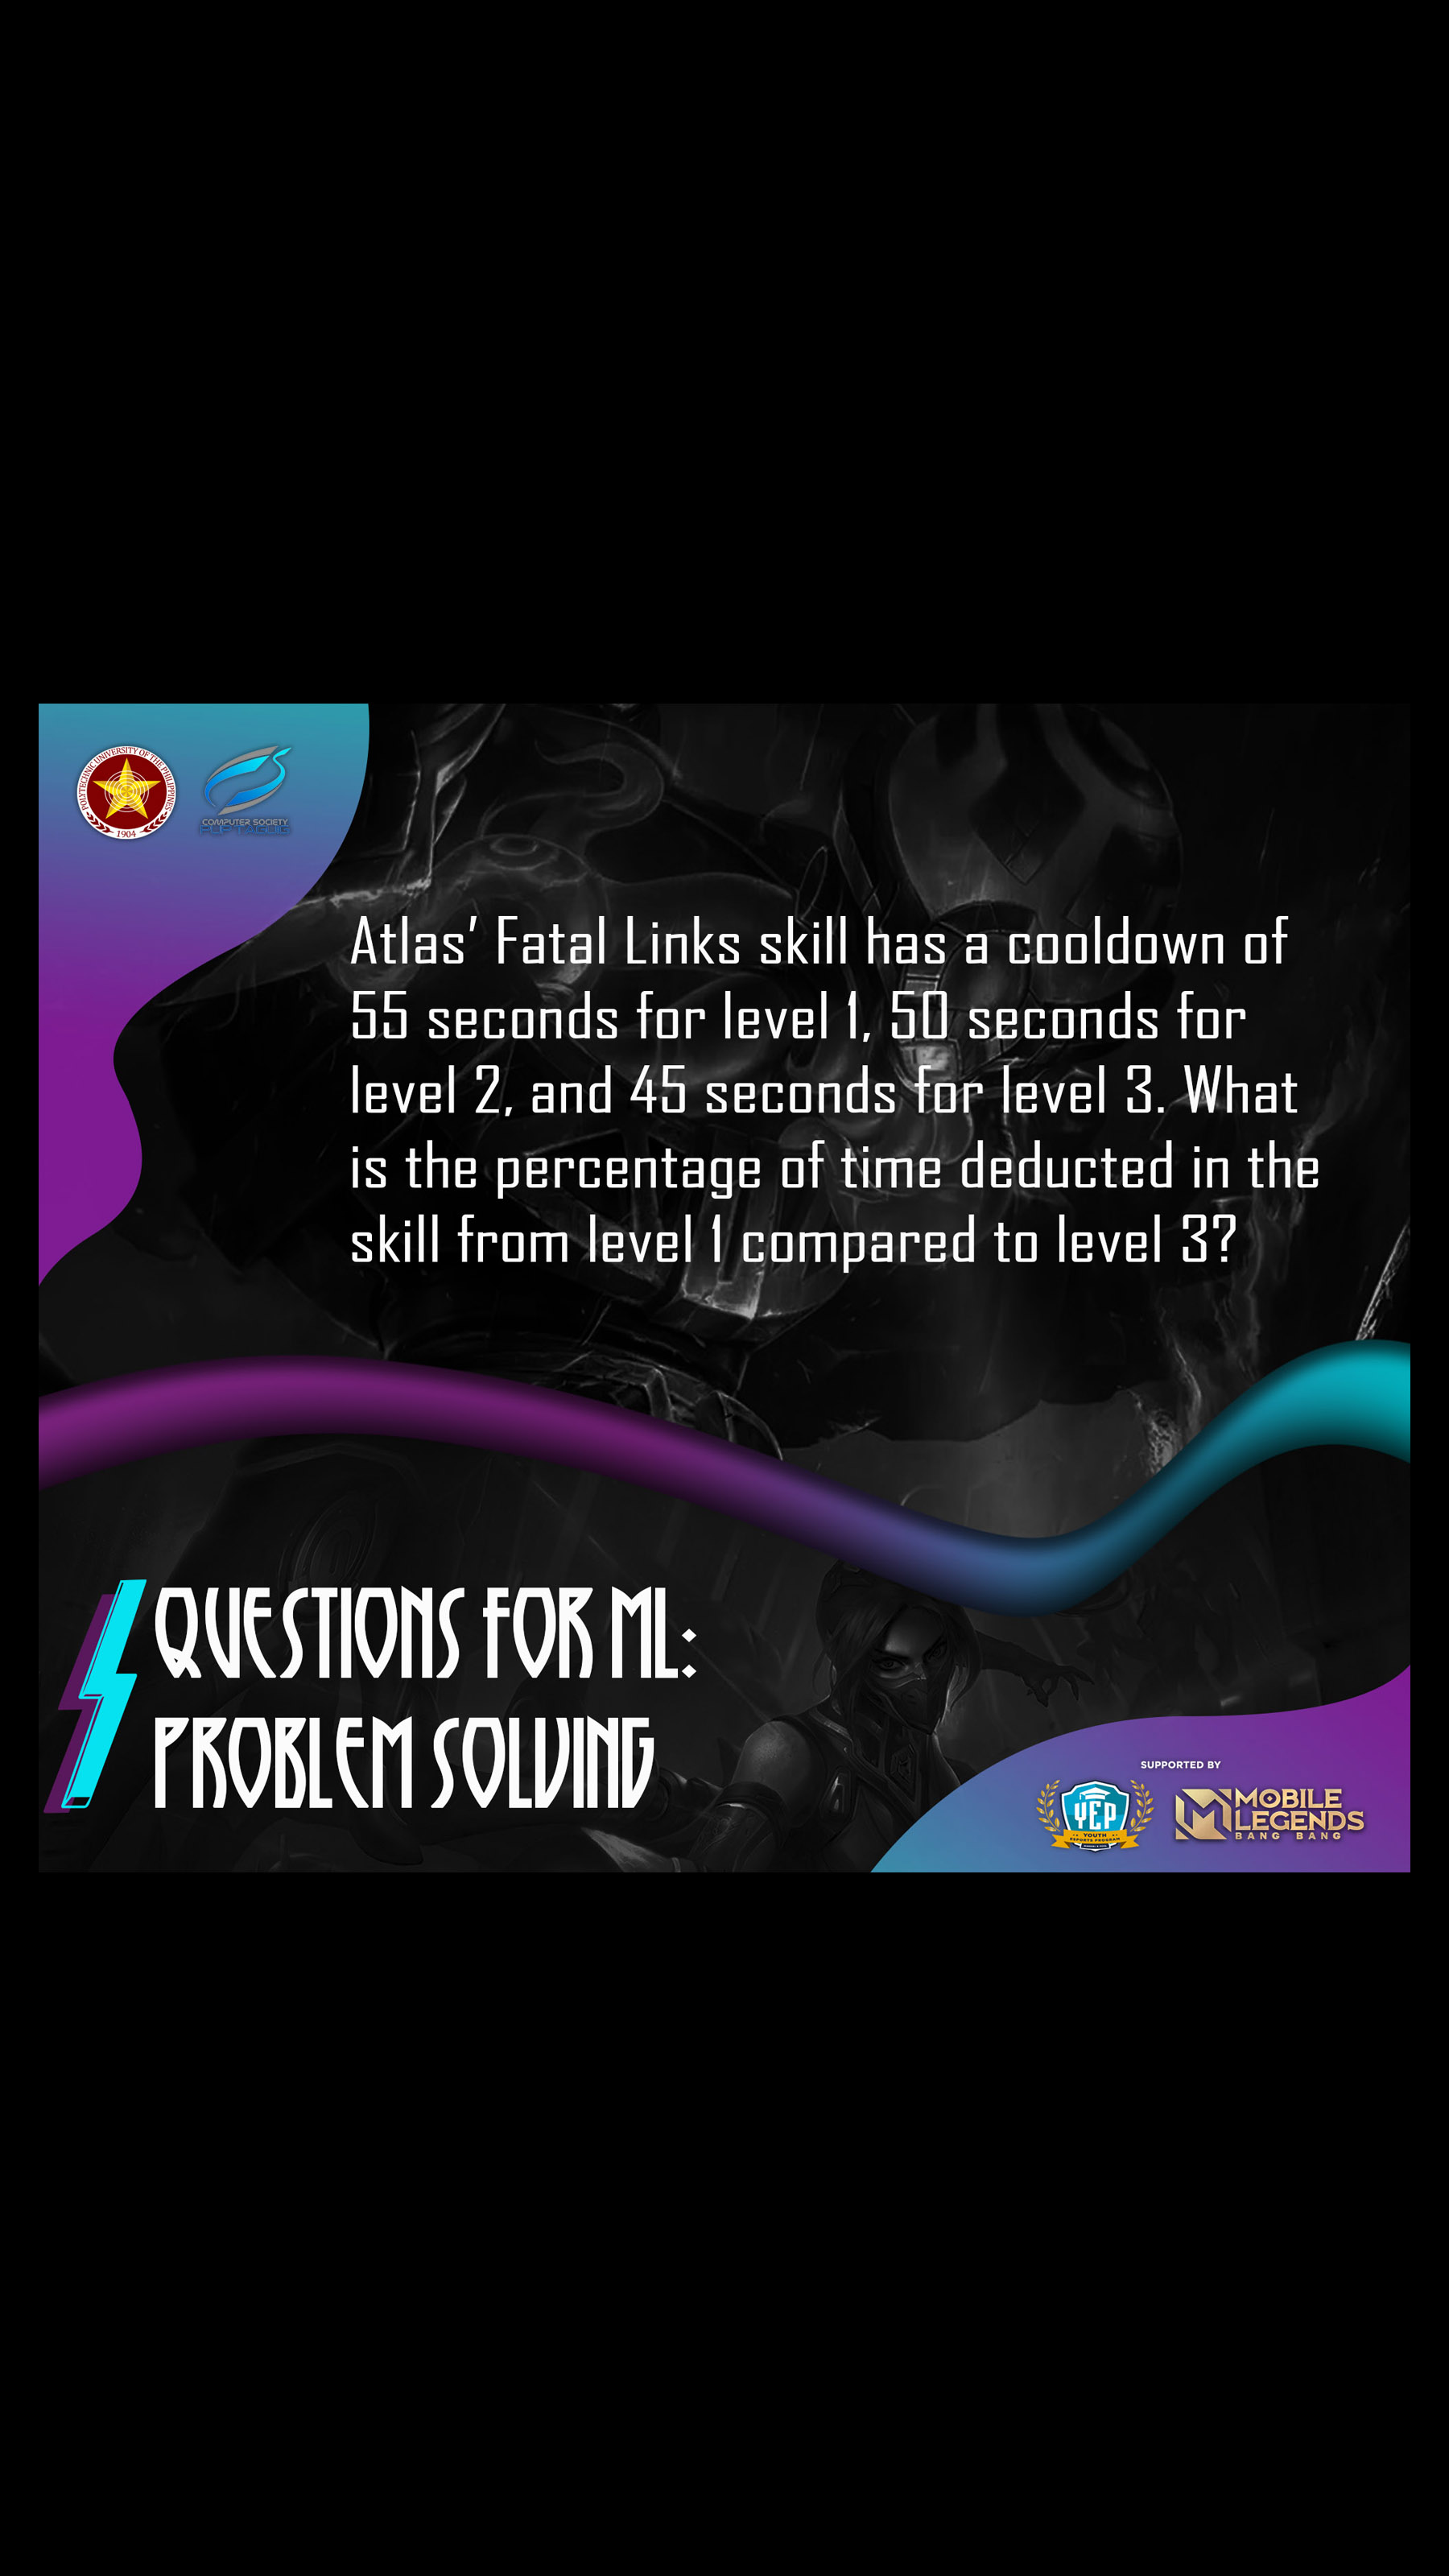 POLYTECHNIC UNIVERSITY OF THE PHILIPPINES
1904
COMPUTER SOCIETY
Atlas’ Fatal Links skill has a cooldown of
55 seconds for level 1, 50 seconds for
level 2, and 45 seconds for level 3. What
is the percentage of time deducted in the
skill from level 1 compared to level 3?
QUESTIONS FOR ML:
PROBLEM SOLVING
SUPPORTED BY
YEP
YOUTH
ESPORTS PROGRAM
MOBILE
LEGENDS
BANG BANG